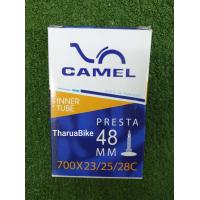 CAMEL
INNER
TUBE
PRESTA
TharuaBike
48
MM
700X23/25/28C